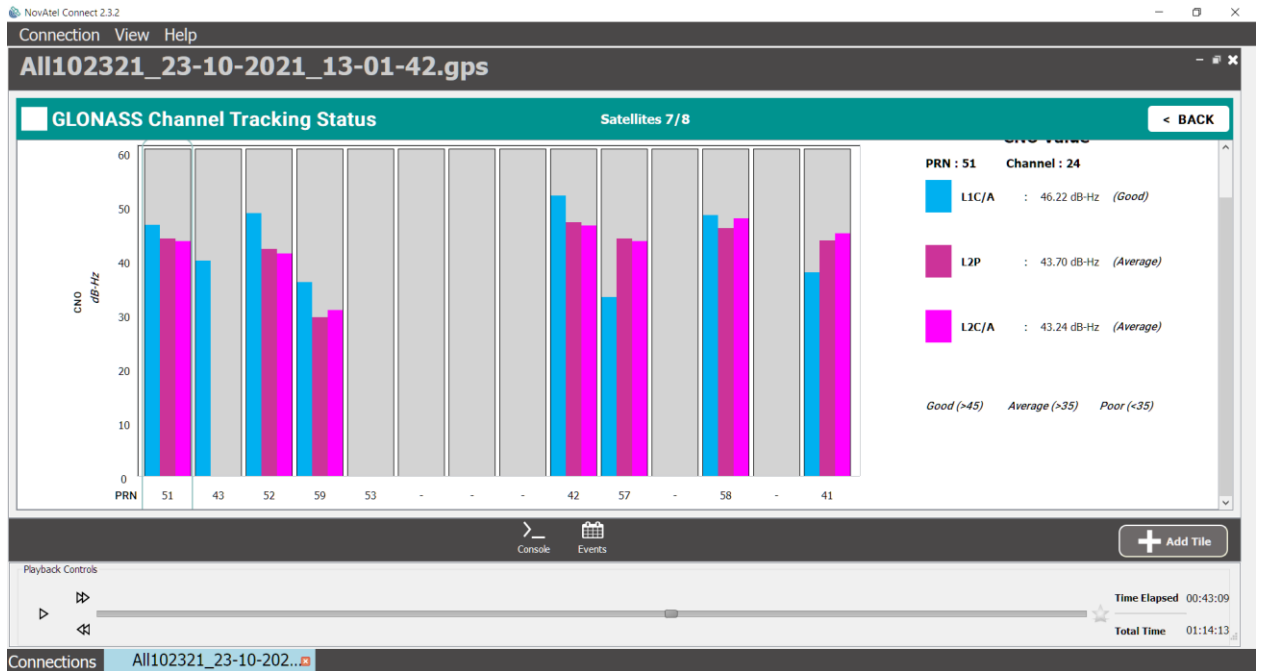 NovAtel Connect 2.3.2
Connection View Help
All102321_23-10-2021_13-01-42.gps
GLONASS Channel Tracking Status
Satellites 7/8
< BACK
60
50
40
30
20
10
0
CNO
dB-Hz
PRN 51 43 52 59 53 - - - 42 57 - 58 - 41
CNO Value
PRN : 51 Channel : 24
L1C/A : 46.22 dB-Hz (Good)
L2P : 43.70 dB-Hz (Average)
L2C/A : 43.24 dB-Hz (Average)
Good (>45) Average (>35) Poor (<35)
Console Events
Add Tile
Playback Controls
Time Elapsed 00:43:09
Total Time 01:14:13
Connections All102321_23-10-202...